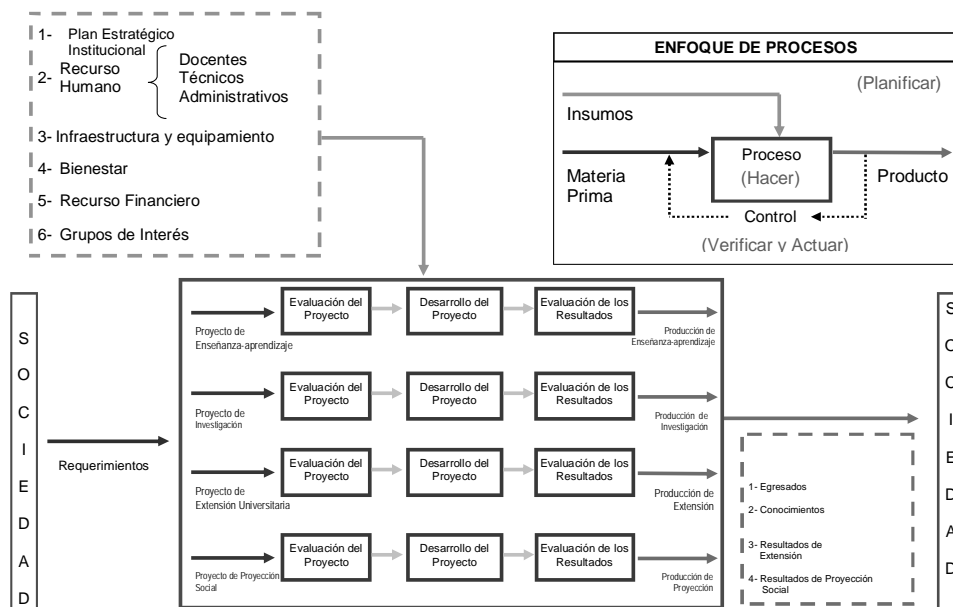 1- Plan Estratégico
Institucional
2- Recurso
Humano
Docentes
Técnicos
Administrativos
3- Infraestructura y equipamiento
4- Bienestar
5- Recurso Financiero
6- Grupos de Interés
ENFOQUE DE PROCESOS
(Planificar)
Insumos
Proceso
(Hacer)
Materia
Prima
Producto
Control
(Verificar y Actuar)
SOCIEDAD
Requerimientos
Proyecto de
Enseñanza-aprendizaje
Evaluación del
Proyecto
Desarrollo del
Proyecto
Evaluación de los
Resultados
Producción de
Enseñanza-aprendizaje
Proyecto de
Investigación
Evaluación del
Proyecto
Desarrollo del
Proyecto
Evaluación de los
Resultados
Producción de
Investigación
Proyecto de
Extensión Universitaria
Evaluación del
Proyecto
Desarrollo del
Proyecto
Evaluación de los
Resultados
Producción de
Extensión
Proyecto de Proyección
Social
Evaluación del
Proyecto
Desarrollo del
Proyecto
Evaluación de los
Resultados
Producción de
Proyección
1- Egresados
2- Conocimientos
3- Resultados de
Extensión
4- Resultados de Proyección
Social
SOCIEDAD